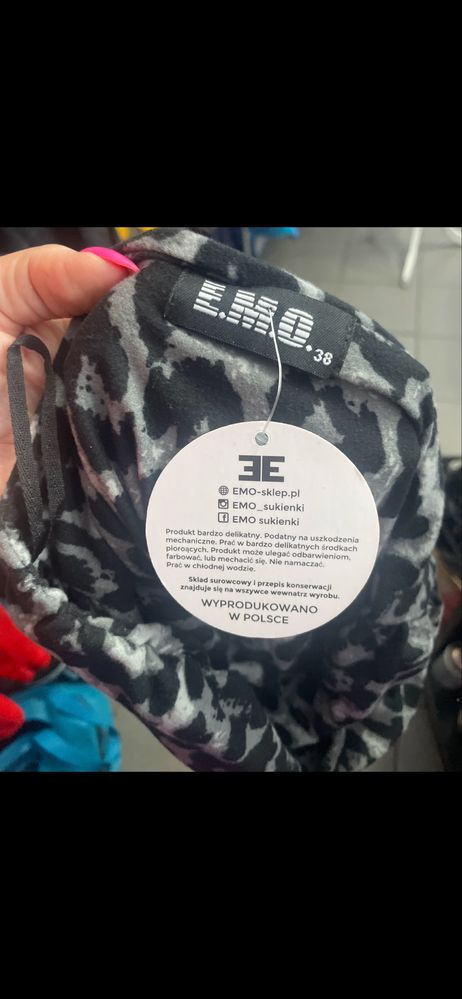 E.MO.
38
ƎE
EMO-sklep.pl
EMO_sukienki
EMO sukienki
Produkt bardzo delikatny. Podatny na uszkodzenia
mechaniczne. Prać w bardzo delikatnych środkach
piorących. Produkt może ulegać odbarwieniom,
farbować, lub mechacić się. Nie namaczać.
Prać w chłodnej wodzie.
Skład surowcowy i przepis konserwacji
znajduje się na wszywce wewnatrz wyrobu.
WYPRODUKOWANO
W POLSCE